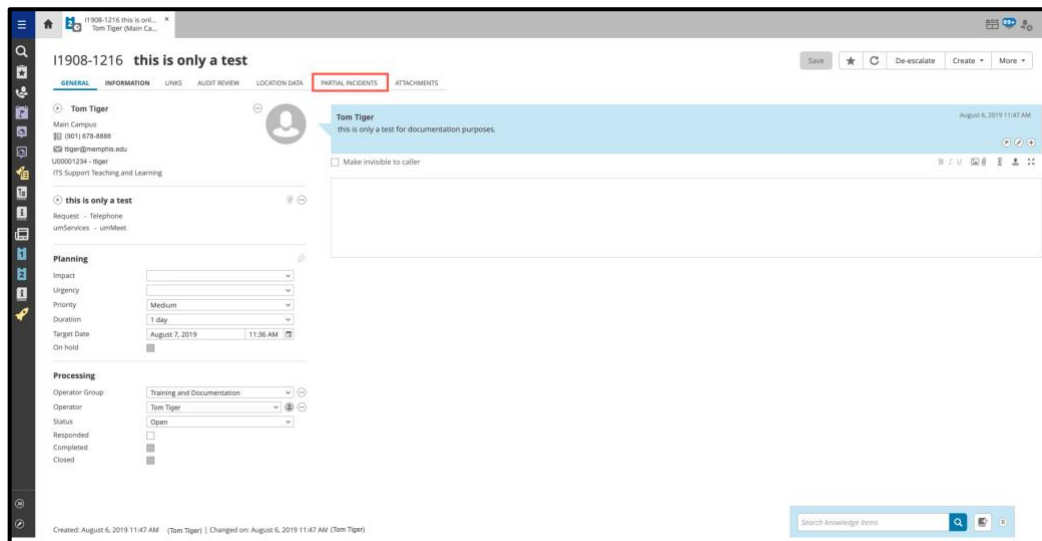 I1908-1216 this is onl...
Tom Tiger (Main Ca...
99+
I1908-1216 this is only a test
Save
De-escalate
Create
More
GENERAL
INFORMATION
LINKS
AUDIT REVIEW
LOCATION DATA
PARTIAL INCIDENTS
ATTACHMENTS
Tom Tiger
Main Campus
(901) 678-8888
ltiger@memphis.edu
U00001234 - ltiger
ITS Support Teaching and Learning
Tom Tiger
August 6, 2019 11:47 AM
this is only a test for documentation purposes.
Make invisible to caller
B I U
this is only a test
Request - Telephone
umServices - umMeet
Planning
Impact
Urgency
Priority Medium
Duration 1 day
Target Date August 7, 2019 11:36 AM
On hold
Processing
Operator Group Training and Documentation
Operator Tom Tiger
Status Open
Responded
Completed
Closed
Created: August 6, 2019 11:47 AM (Tom Tiger) | Changed on: August 6, 2019 11:47 AM (Tom Tiger)
Search knowledge items